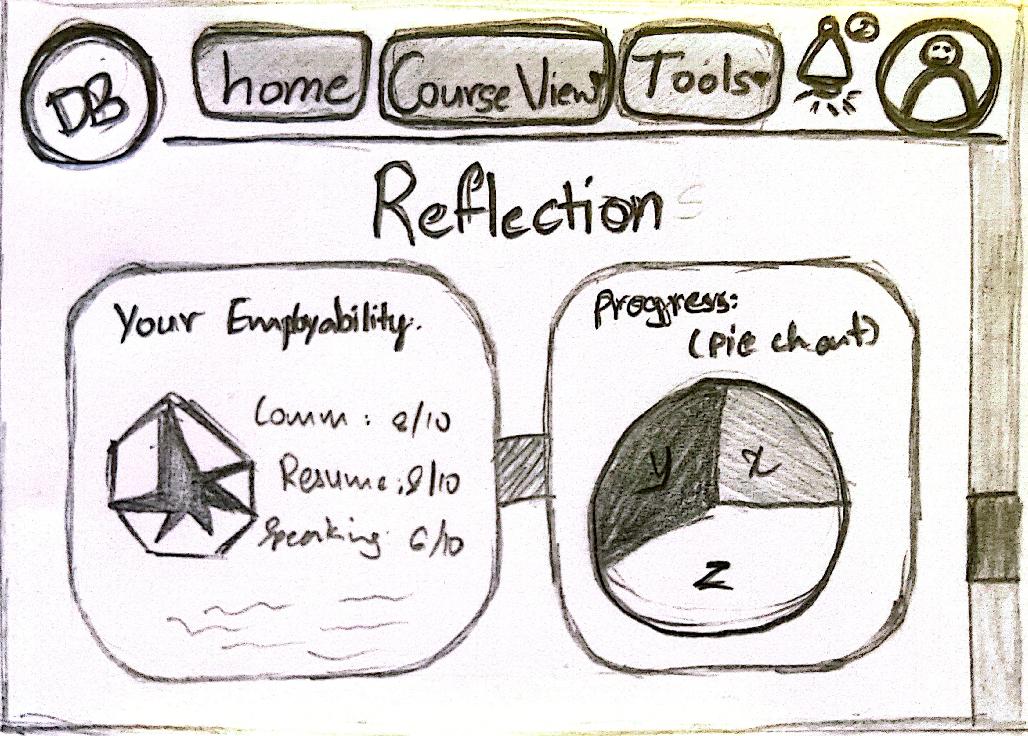 DB
home
Course View
Tools
Reflections
Your Employability:
Comm: 8/10
Resume: 8/10
Speaking: 6/10
Progress:
(pie chart)
y
x
z